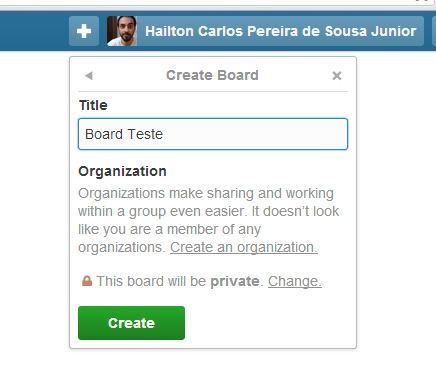 Hailton Carlos Pereira de Sousa Junior
Create Board
Title
Board Teste
Organization
Organizations make sharing and working
within a group even easier. It doesn't look
like you are a member of any
organizations. Create an organization.
This board will be private. Change.
Create